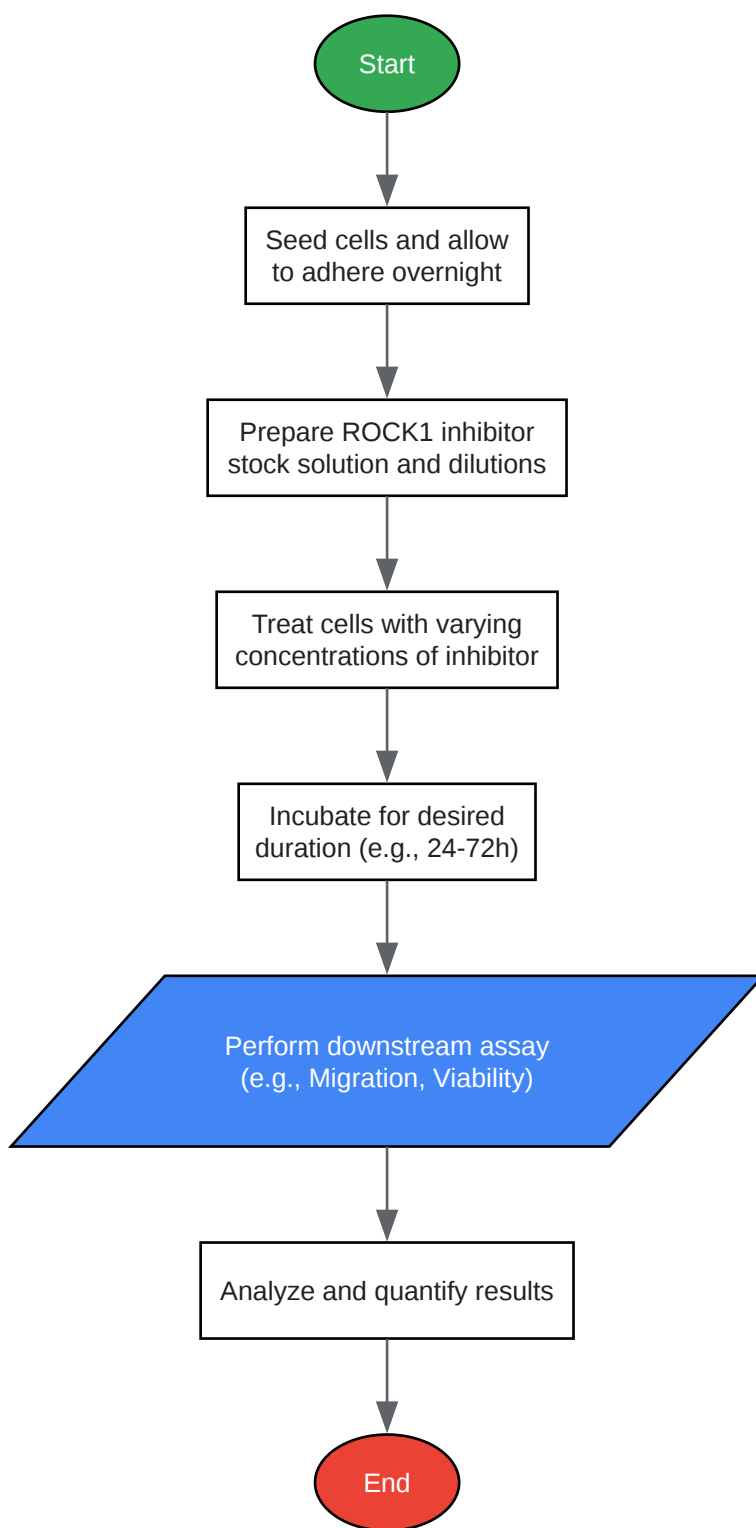 Start
Seed cells and allow
to adhere overnight
Prepare ROCK1 inhibitor
stock solution and dilutions
Treat cells with varying
concentrations of inhibitor
Incubate for desired
duration (e.g., 24-72h)
Perform downstream assay
(e.g., Migration, Viability)
Analyze and quantify results
End